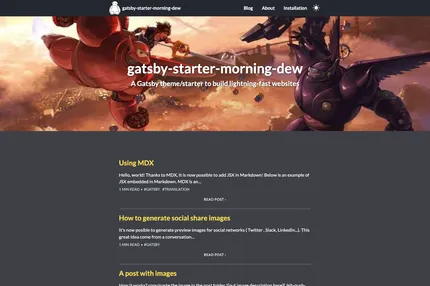 gatsby-starter-morning-dew
Blog About Installation
gatsby-starter-morning-dew
A Gatsby theme/starter to build lightning-fast websites
Using MDX
Hello, world! Thanks to MDX, it is now possible to add JSX in Markdown! Below is an example of
JSX embedded in Markdown. MDX is an...
1 MIN READ • #GATSBY, #TRANSLATION
READ POST ›
How to generate social share images
It's now posible to generate preview images for social networks ( Twitter , Slack, LinkedIn...). This
great idea come from a conversation...
1 MIN READ • #GATSBY
READ POST ›
A post with images